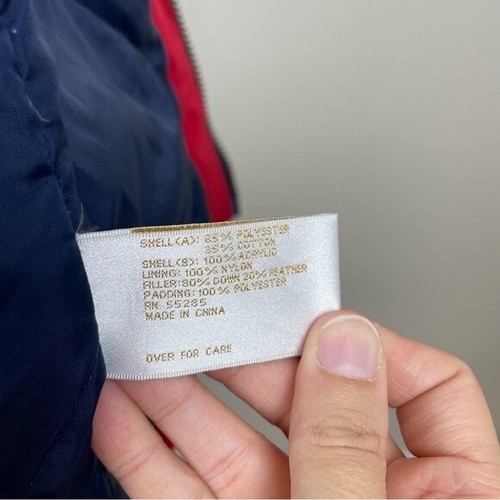 SHELL(A): 65% POLYESTER
35% COTTON
SHELL(B): 100% ACRYLIC
LINING: 100% NYLON
FILLER: 80% DOWN 20% FEATHER
PADDING: 100% POLYESTER
RN 55285
MADE IN CHINA
OVER FOR CARE